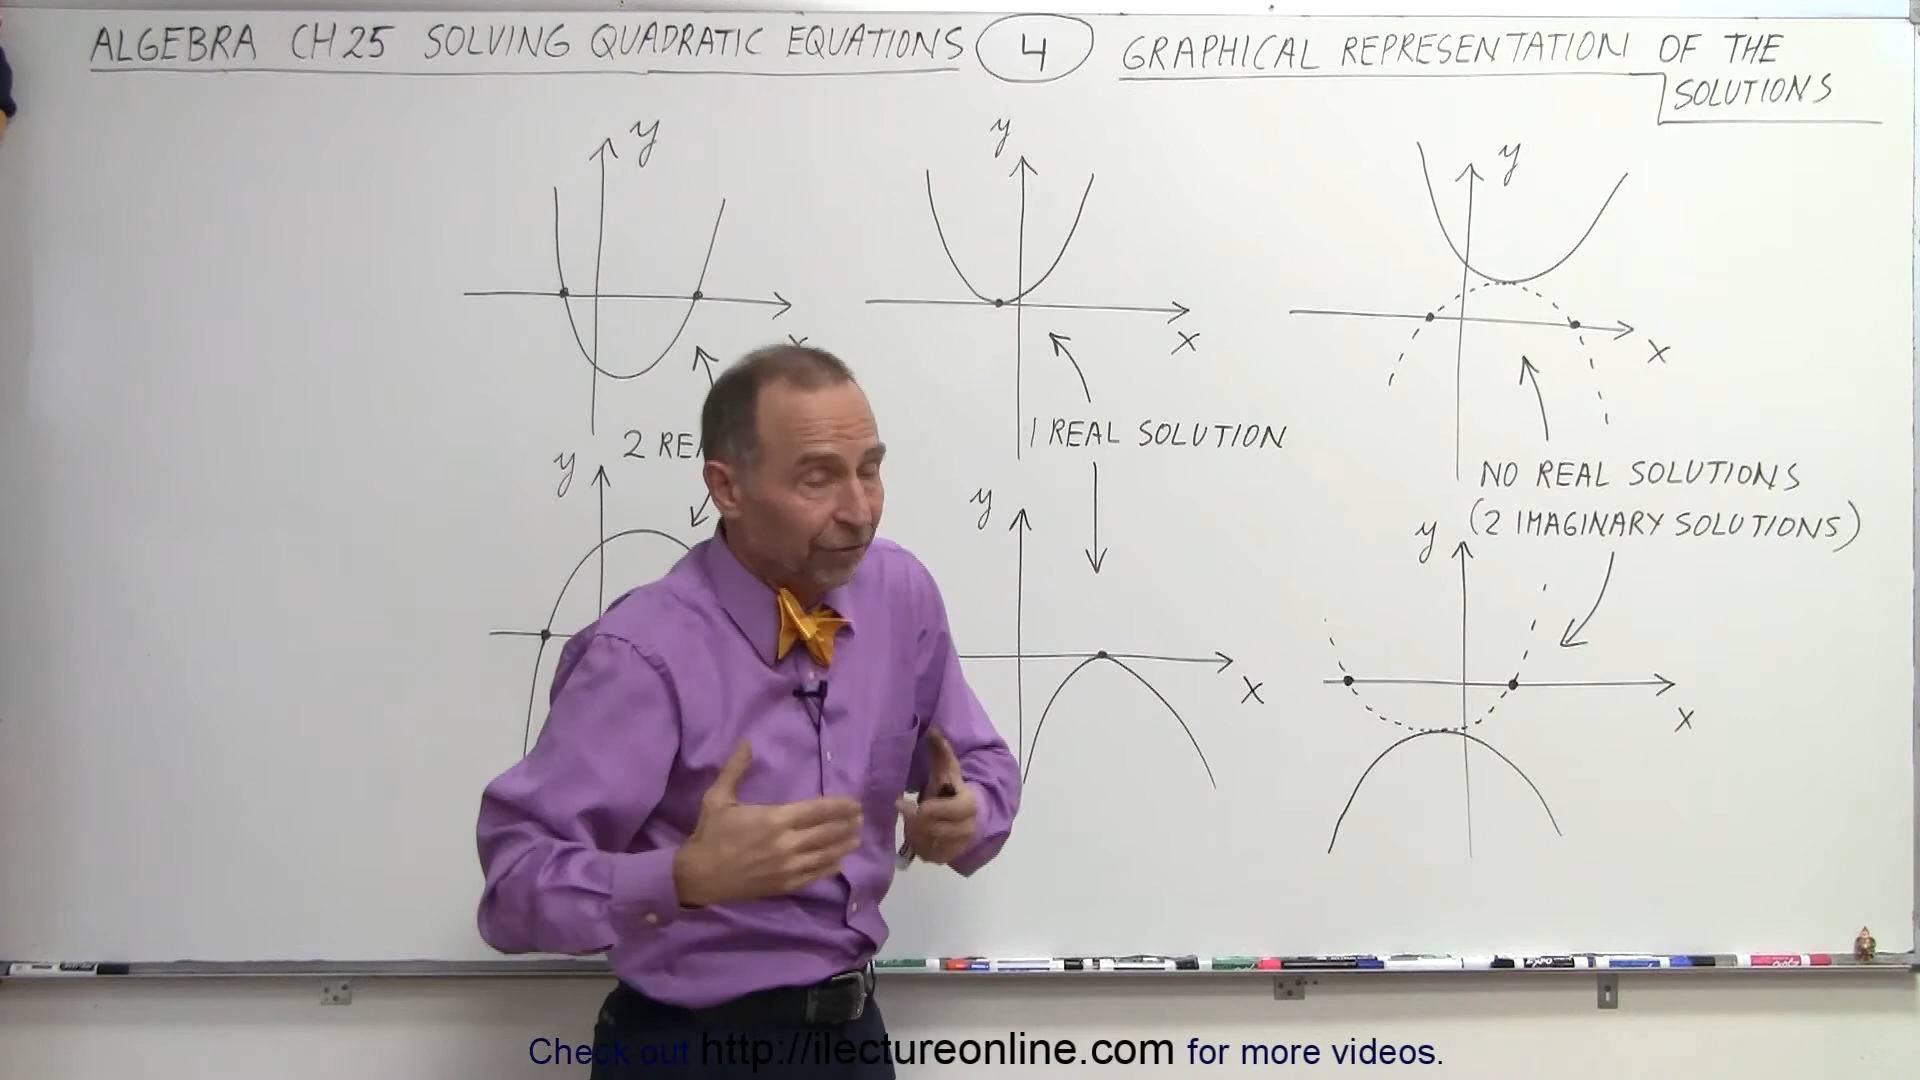 ALGEBRA CH 25 SOLVING QUADRATIC EQUATIONS 4 GRAPHICAL REPRESENTATION OF THE
SOLUTIONS
y
y
y
x
x
x
2 REA
1 REAL SOLUTION
NO REAL SOLUTIONS
(2 IMAGINARY SOLUTIONS)
y
y
y
x
x
Check out http://ilectureonline.com for more videos.